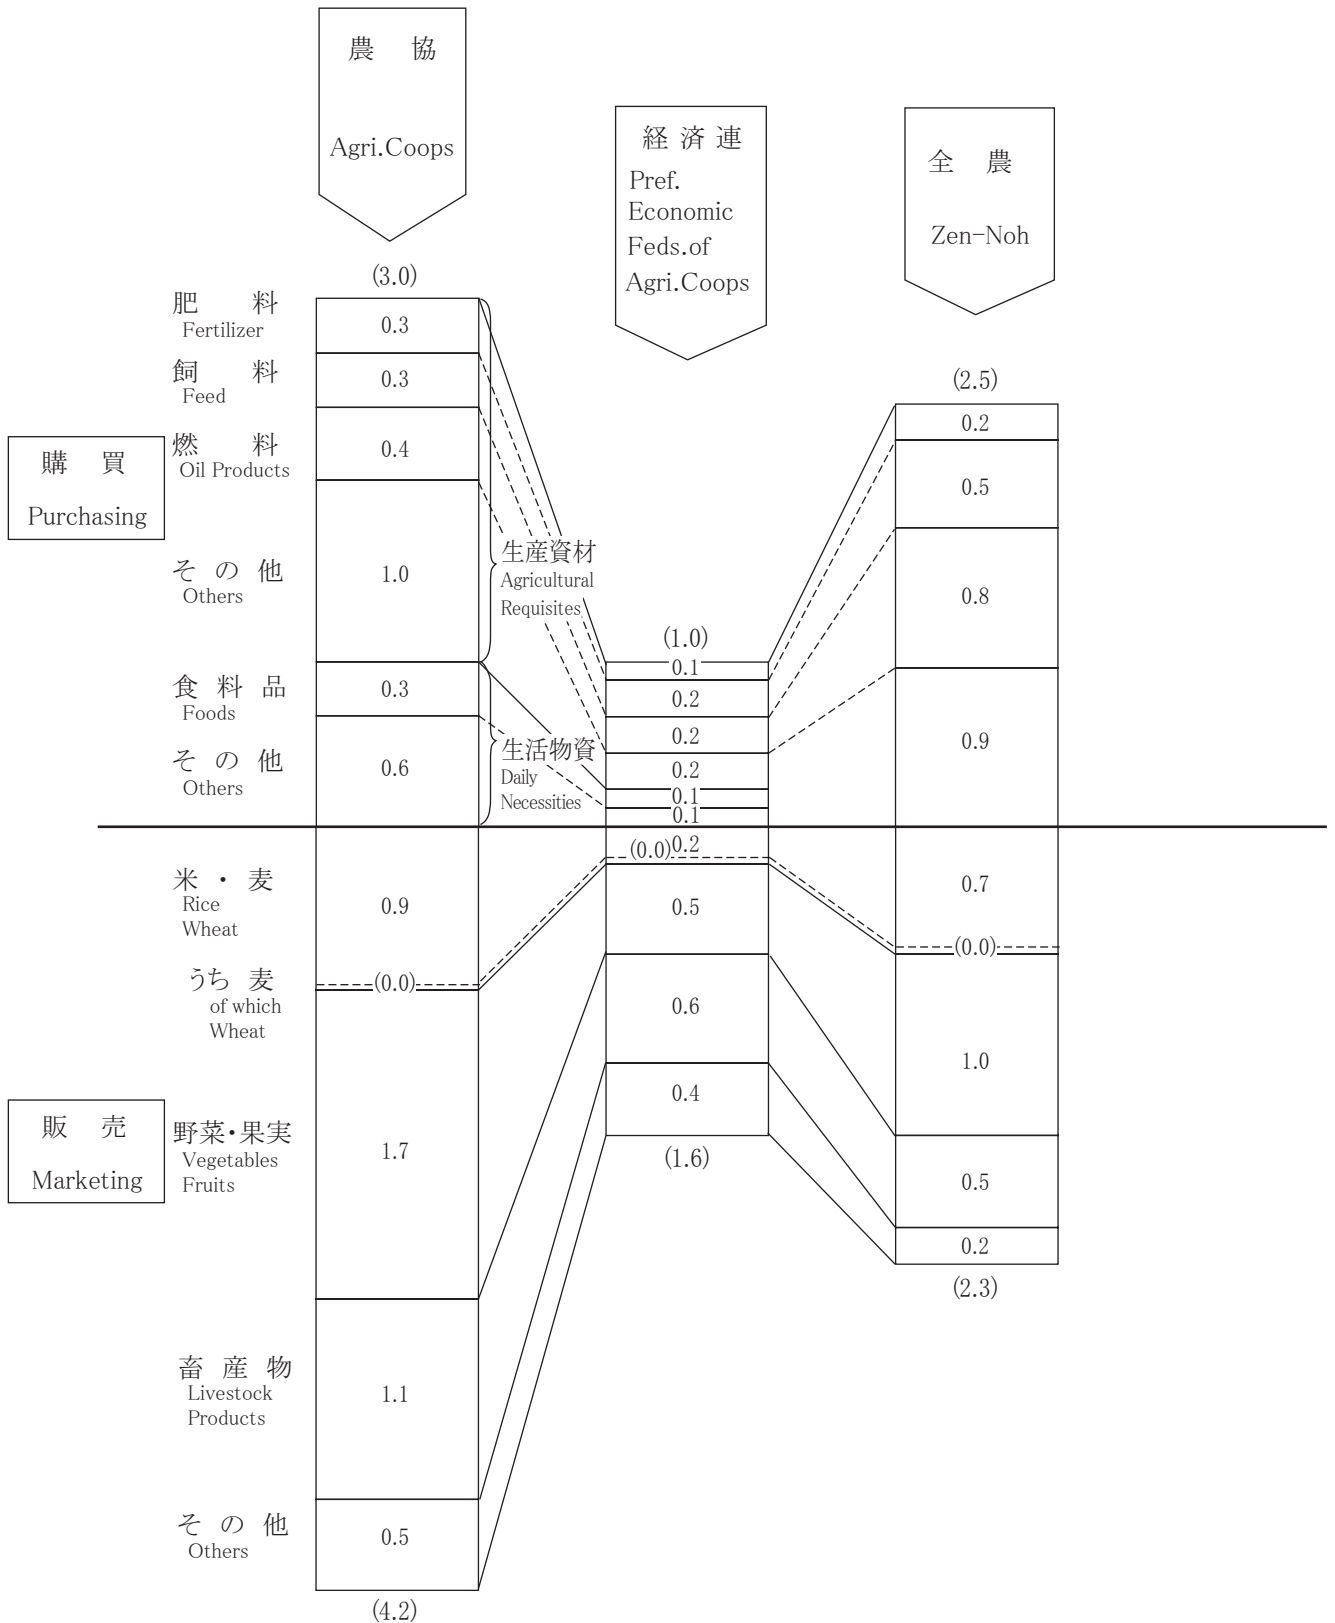 農 協
Agri.Coops
経 済 連
Pref.
Economic
Feds.of
Agri.Coops
全 農
Zen-Noh
(3.0)
肥 料
Fertilizer
0.3
飼 料
Feed
0.3
燃 料
Oil Products
0.4
購 買
Purchasing
そ の 他
Others
1.0
生産資材
Agricultural
Requisites
食 料 品
Foods
0.3
そ の 他
Others
0.6
生活物資
Daily
Necessities
(1.0)
0.1
0.2
0.2
0.2
0.1
0.1
(2.5)
0.2
0.5
0.8
0.9
米 ・ 麦
Rice
Wheat
0.9
うち 麦
of which
Wheat
(0.0)
販 売
Marketing
野菜・果実
Vegetables
Fruits
1.7
畜 産 物
Livestock
Products
1.1
そ の 他
Others
0.5
(4.2)
0.2
(0.0)
0.5
0.6
0.4
(1.6)
0.7
(0.0)
1.0
0.5
0.2
(2.3)